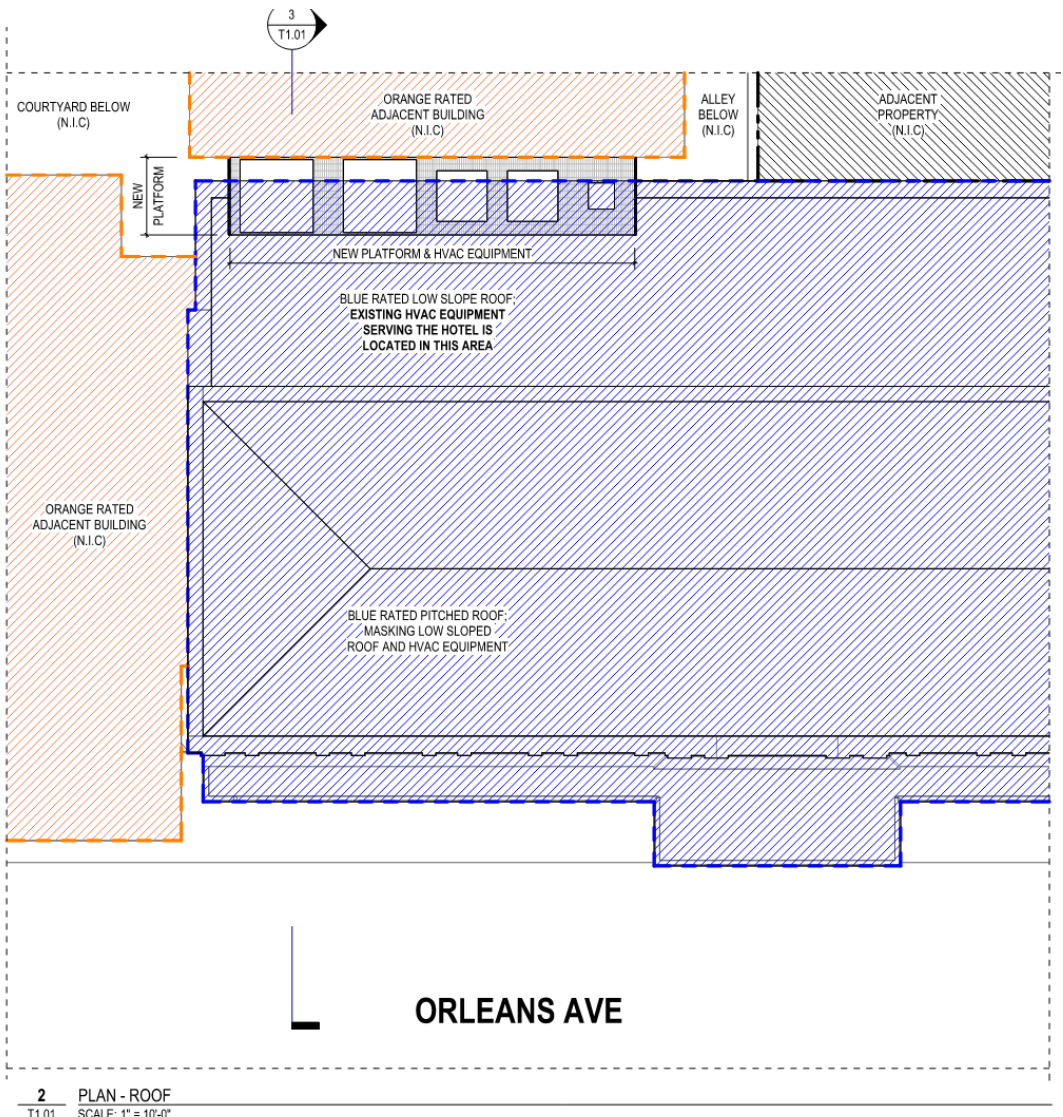 3
T1.01
COURTYARD BELOW
(N.I.C)
ORANGE RATED
ADJACENT BUILDING
(N.I.C)
ALLEY
BELOW
(N.I.C)
ADJACENT
PROPERTY
(N.I.C)
NEW
PLATFORM
NEW PLATFORM & HVAC EQUIPMENT
BLUE RATED LOW SLOPE ROOF;
EXISTING HVAC EQUIPMENT
SERVING THE HOTEL IS
LOCATED IN THIS AREA
ORANGE RATED
ADJACENT BUILDING
(N.I.C)
BLUE RATED PITCHED ROOF;
MASKING LOW SLOPED
ROOF AND HVAC EQUIPMENT
ORLEANS AVE
2 PLAN - ROOF
T1.01 SCALE: 1" = 10'-0"